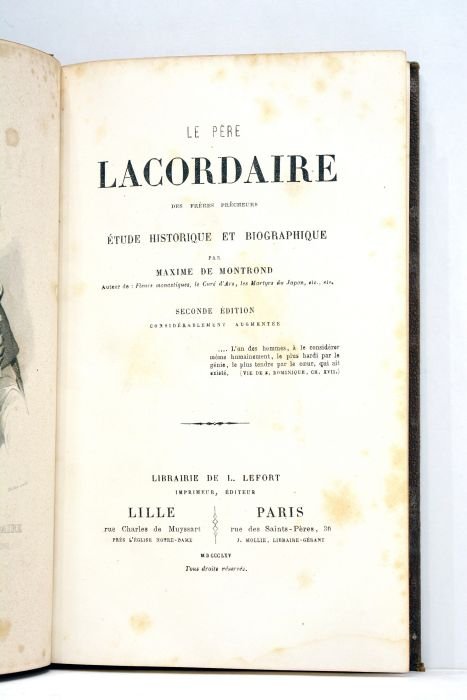 LE PÈRE
LACORDAIRE
DES FRÈRES PRÊCHEURS
ÉTUDE HISTORIQUE ET BIOGRAPHIQUE
PAR
MAXIME DE MONTROND
Auteur de : Fleurs monastiques, le Curé d'Ars, les Martyrs du Japon, etc., etc.
SECONDE ÉDITION
CONSIDÉRABLEMENT AUGMENTÉE
.... L'un des hommes, à le considérer
même humainement, le plus hardi par le
génie, le plus tendre par le cœur, qui ait
existé. (VIE DE S. DOMINIQUE, CH. XVII.)
LIBRAIRIE DE L. LEFORT
IMPRIMEUR, ÉDITEUR
LILLE
rue Charles de Muyssart
PRÈS L'ÉGLISE NOTRE-DAME
PARIS
rue des Saints-Pères, 30
J. MOLLIE, LIBRAIRE-GÉRANT
MDCCCLXV
Tous droits réservés.